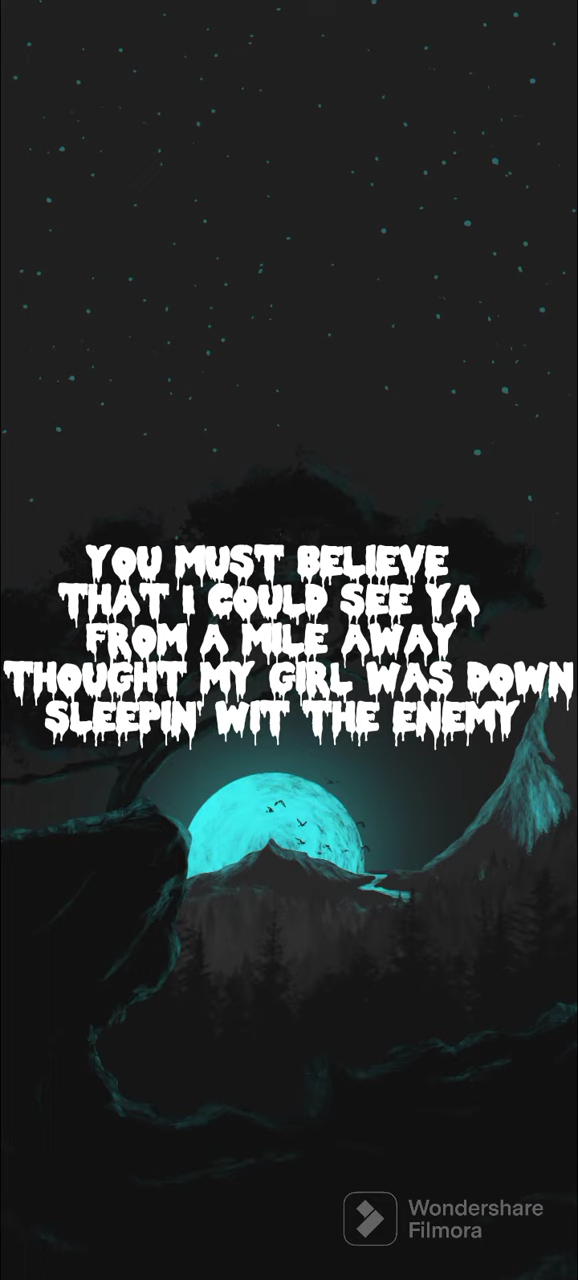 YOU MUST BELIEVE
THAT I COULD SEE YA
FROM A MILE AWAY
THOUGHT MY GIRL WAS DOWN
SLEEPIN' WIT THE ENEMY
Wondershare
Filmora